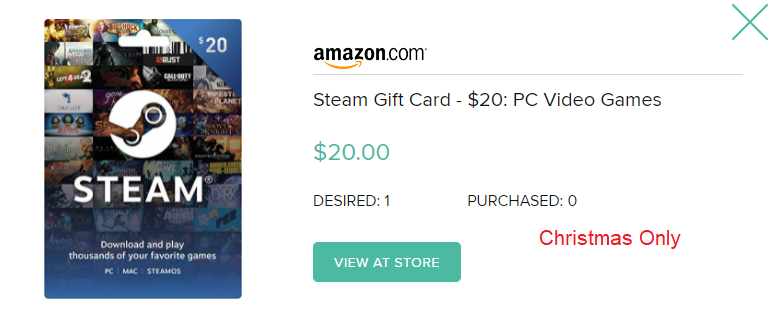 BIOSHOCK
$20
RUST
LEFT 4 DEAD 2
CALL·DUTY
gone
STEAM®
Download and play
thousands of your favorite games
PC | MAC | STEAMOS
amazon.com
Steam Gift Card - $20: PC Video Games
$20.00
DESIRED: 1
PURCHASED: 0
Christmas Only
VIEW AT STORE